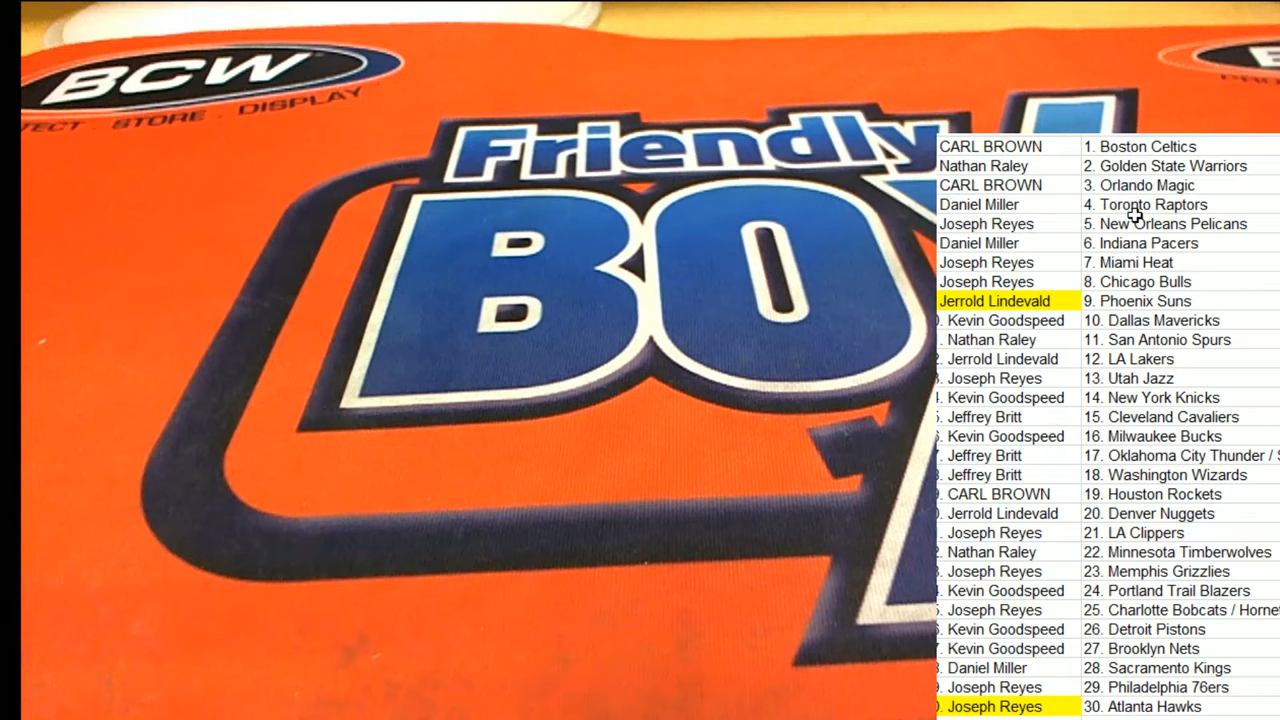 BCW
TECT . STORE . DISPLAY
Friendly
BO
CARL BROWN 1. Boston Celtics
Nathan Raley 2. Golden State Warriors
CARL BROWN 3. Orlando Magic
Daniel Miller 4. Toronto Raptors
Joseph Reyes 5. New Orleans Pelicans
Daniel Miller 6. Indiana Pacers
Joseph Reyes 7. Miami Heat
Joseph Reyes 8. Chicago Bulls
Jerrold Lindevald 9. Phoenix Suns
Kevin Goodspeed 10. Dallas Mavericks
Nathan Raley 11. San Antonio Spurs
Jerrold Lindevald 12. LA Lakers
Joseph Reyes 13. Utah Jazz
Kevin Goodspeed 14. New York Knicks
Jeffrey Britt 15. Cleveland Cavaliers
Kevin Goodspeed 16. Milwaukee Bucks
Jeffrey Britt 17. Oklahoma City Thunder /
Jeffrey Britt 18. Washington Wizards
CARL BROWN 19. Houston Rockets
Jerrold Lindevald 20. Denver Nuggets
Joseph Reyes 21. LA Clippers
Nathan Raley 22. Minnesota Timberwolves
Joseph Reyes 23. Memphis Grizzlies
Kevin Goodspeed 24. Portland Trail Blazers
Joseph Reyes 25. Charlotte Bobcats / Horne
Kevin Goodspeed 26. Detroit Pistons
Kevin Goodspeed 27. Brooklyn Nets
Daniel Miller 28. Sacramento Kings
Joseph Reyes 29. Philadelphia 76ers
Joseph Reyes 30. Atlanta Hawks